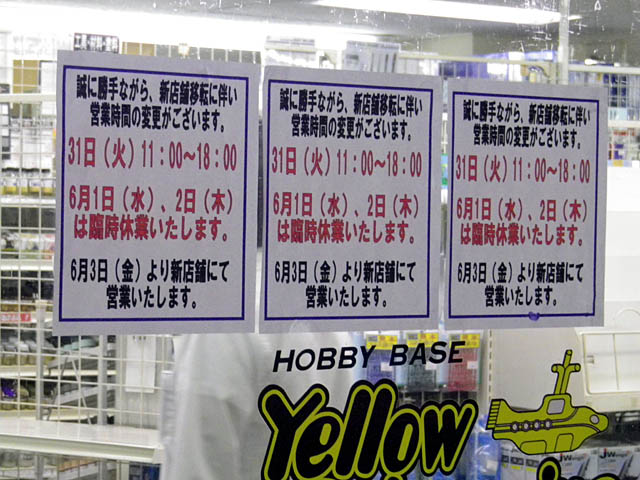 誠に勝手ながら、新店舗移転に伴い
営業時間の変更がございます。
31日（火）11：00～18：00
6月1日（水）、2日（木）
は臨時休業いたします。
6月3日（金）より新店舗にて
営業いたします。
誠に勝手ながら、新店舗移転に伴い
営業時間の変更がございます。
31日（火）11：00～18：00
6月1日（水）、2日（木）
は臨時休業いたします。
6月3日（金）より新店舗にて
営業いたします。
誠に勝手ながら、新店舗移転に伴い
営業時間の変更がございます。
31日（火）11：00～18：00
6月1日（水）、2日（木）
は臨時休業いたします。
6月3日（金）より新店舗にて
営業いたします。
HOBBY BASE
Yellow